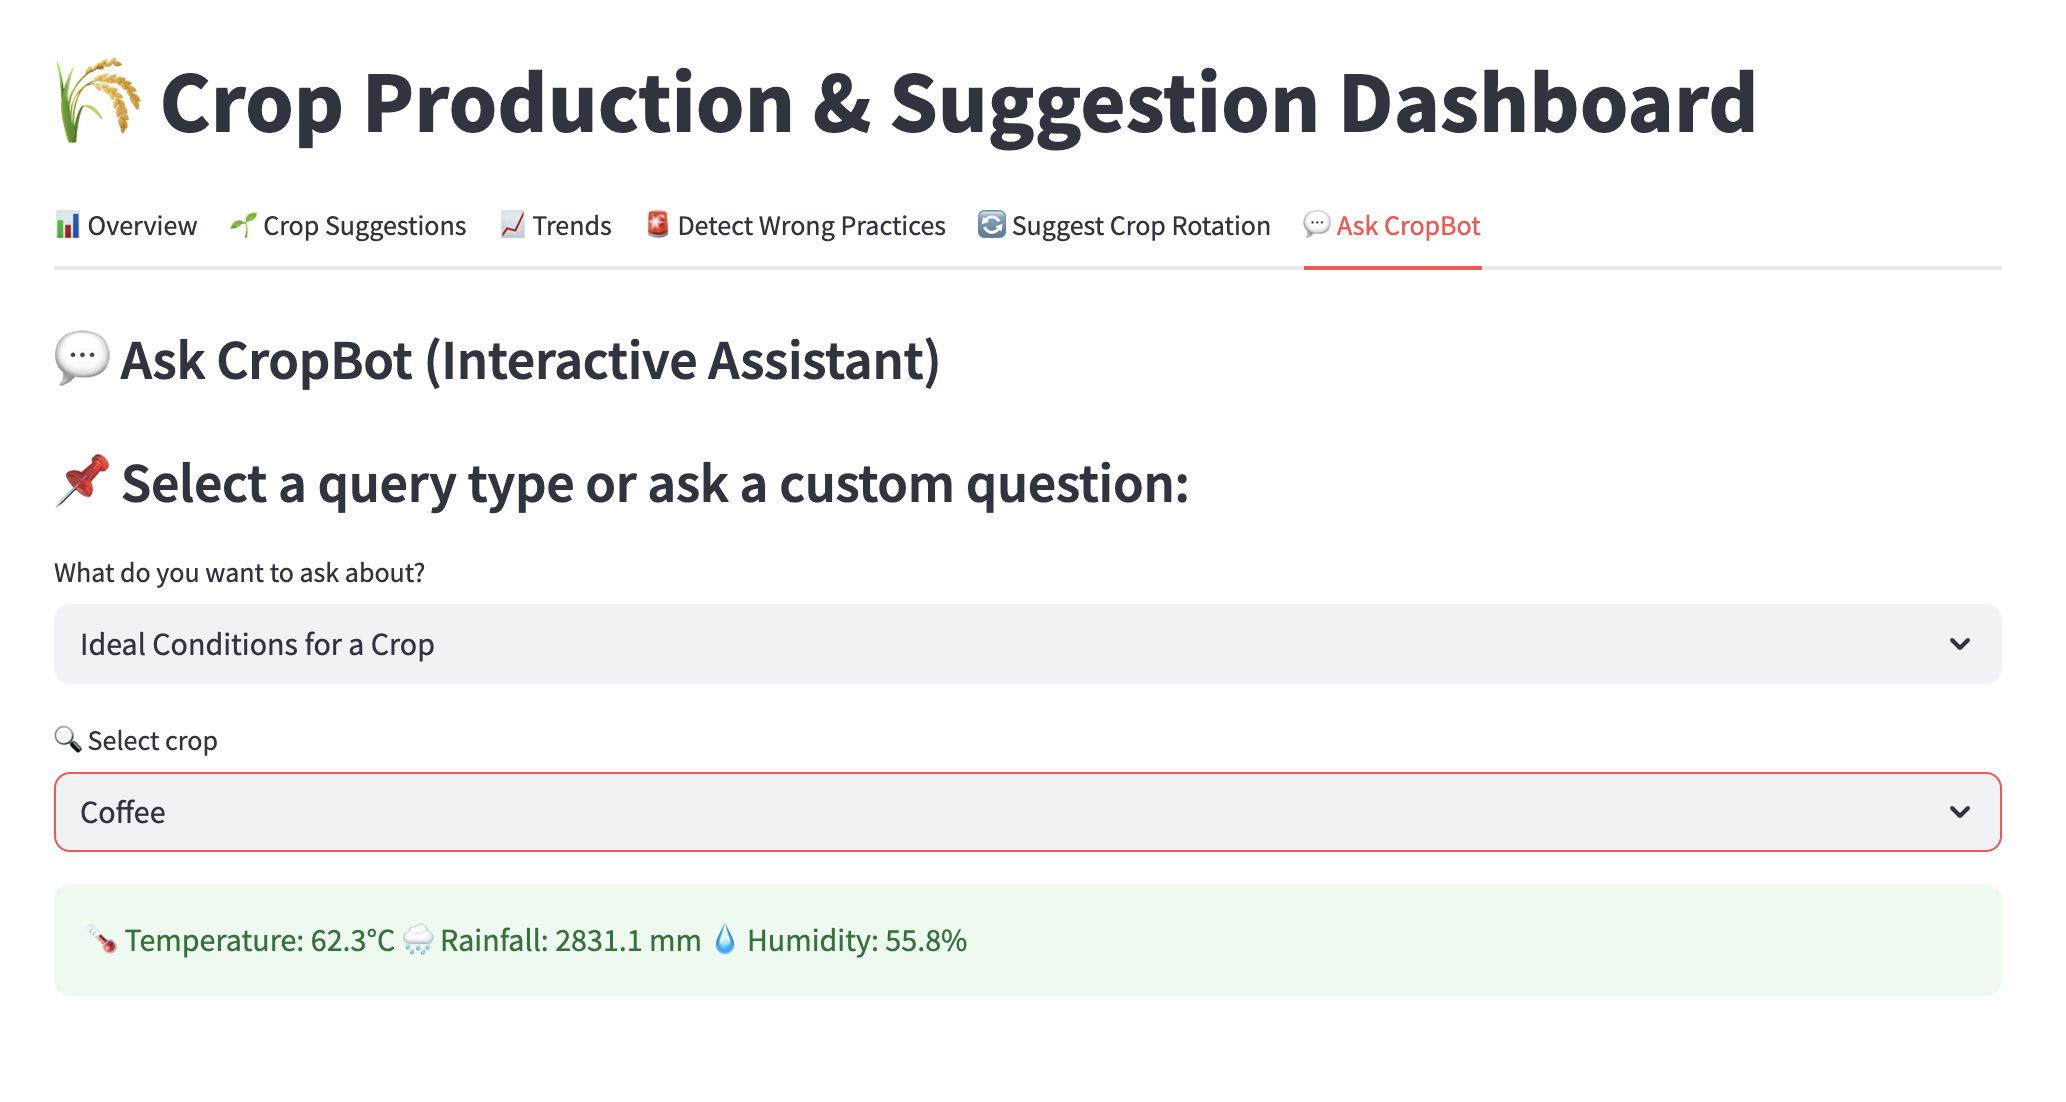 Crop Production & Suggestion Dashboard
Overview Crop Suggestions Trends Detect Wrong Practices Suggest Crop Rotation Ask CropBot
Ask CropBot (Interactive Assistant)
Select a query type or ask a custom question:
What do you want to ask about?
Ideal Conditions for a Crop
Select crop
Coffee
Temperature: 62.3°C Rainfall: 2831.1 mm Humidity: 55.8%